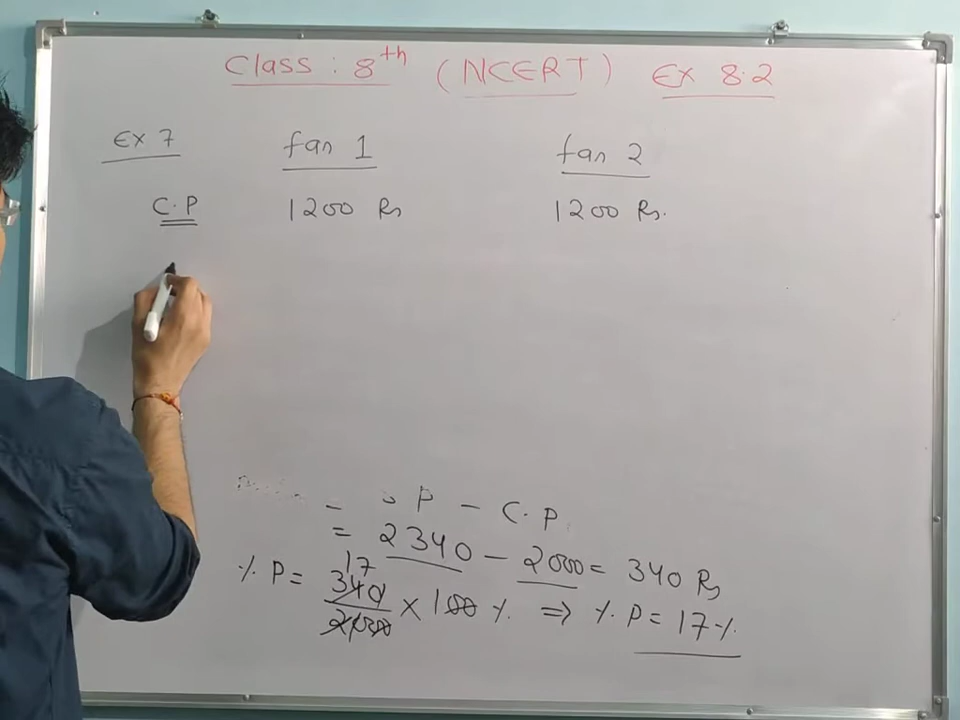 Class : 8th (NCERT) Ex 8.2
Ex 7 fan 1 fan 2
C.P 1200 Rs 1200 Rs.
P - C.P
= 2340 - 2000 = 340 Rs
17
% P = 340/2000 × 100 % ⇒ % P = 17 %